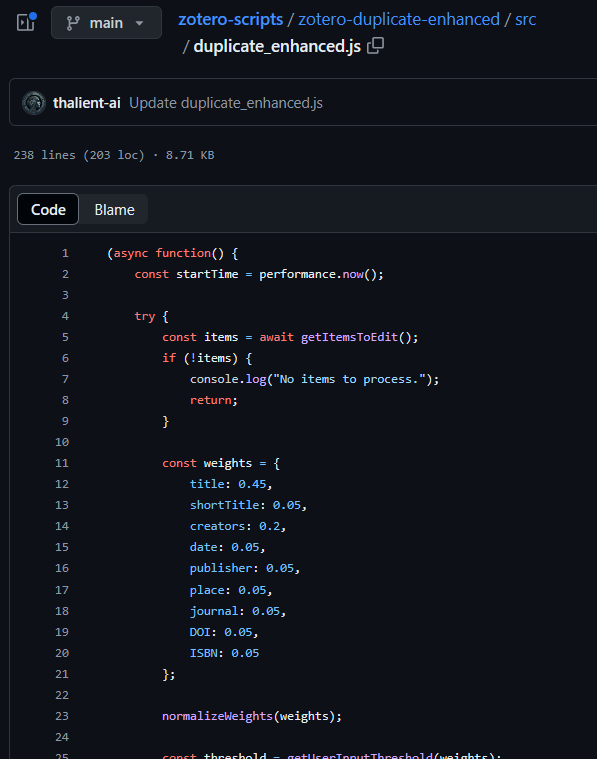 main
zotero-scripts / zotero-duplicate-enhanced / src
/ duplicate_enhanced.js
thalient-ai Update duplicate_enhanced.js
238 lines (203 loc) · 8.71 KB
Code Blame
1 (async function() {
2 const startTime = performance.now();
3
4 try {
5 const items = await getItemsToEdit();
6 if (!items) {
7 console.log("No items to process.");
8 return;
9 }
10
11 const weights = {
12 title: 0.45,
13 shortTitle: 0.05,
14 creators: 0.2,
15 date: 0.05,
16 publisher: 0.05,
17 place: 0.05,
18 journal: 0.05,
19 DOI: 0.05,
20 ISBN: 0.05
21 };
22
23 normalizeWeights(weights);
24
25 const threshold = getUserInputThreshold(weights);